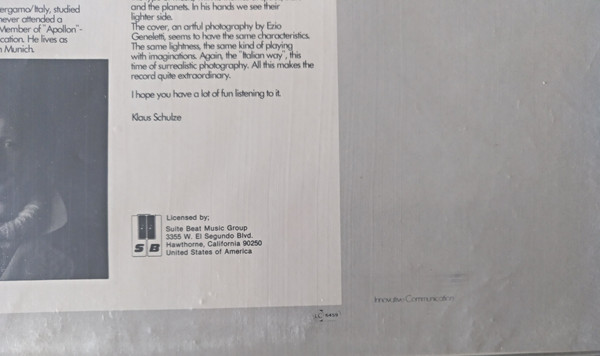 ergamo/Italy, studied
never attended a
Member of "Apollon"-
cation. He lives as
n Munich.
and the planets. In his hands we see their
lighter side.
The cover, an artful photography by Ezio
Geneletti, seems to have the same characteristics.
The same lightness, the same kind of playing
with imaginations. Again, the "Italian way", this
time of surrealistic photography. All this makes the
record quite extraordinary.
I hope you have a lot of fun listening to it.
Klaus Schulze
SB
Licensed by;
Suite Beat Music Group
3355 W. El Segundo Blvd.
Hawthorne, California 90250
United States of America
Innovative Communication